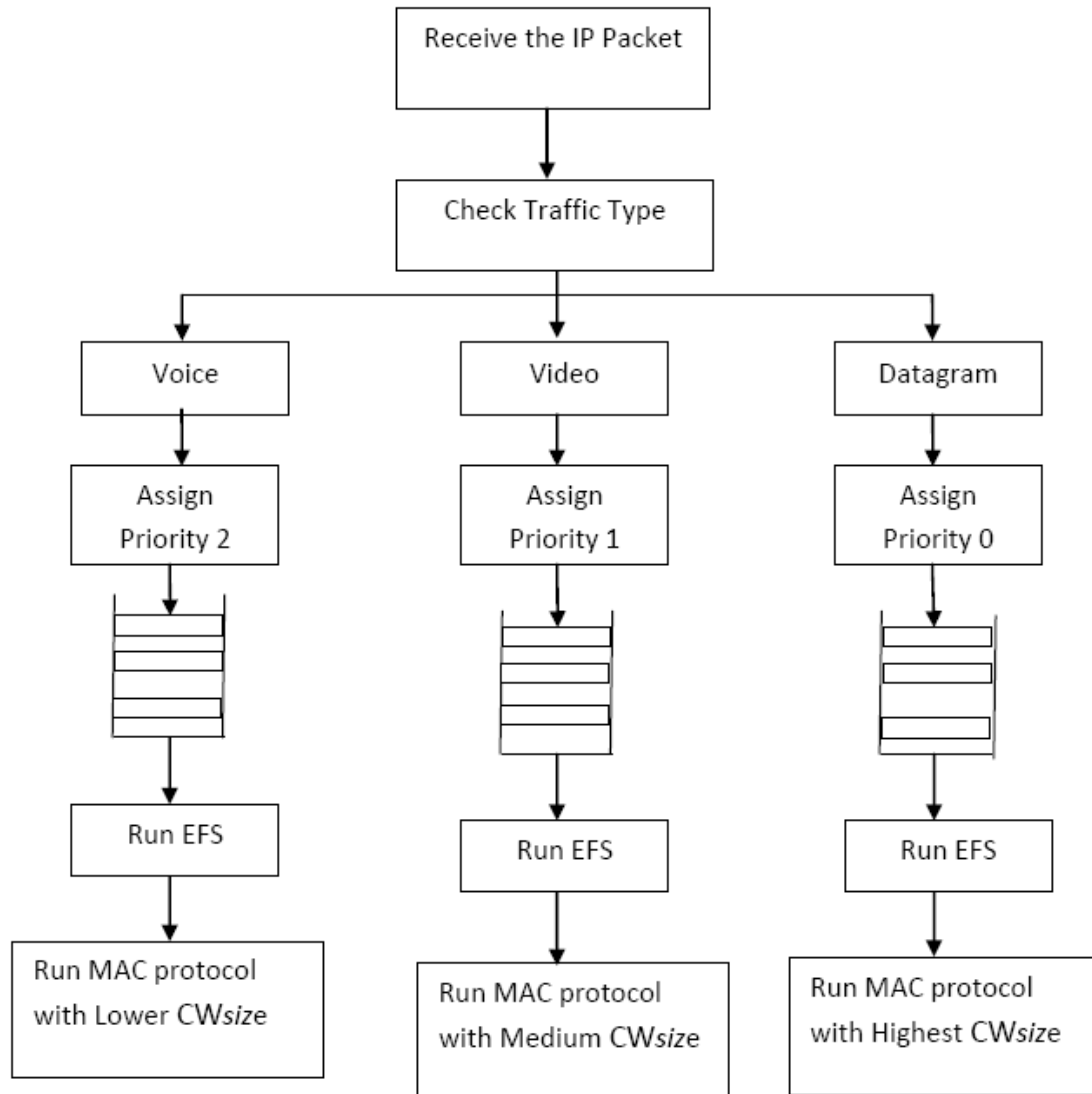 Receive the IP Packet
Check Traffic Type
Voice
Video
Datagram
Assign
Priority 2
Assign
Priority 1
Assign
Priority 0
Run EFS
Run EFS
Run EFS
Run MAC protocol
with Lower CWsize
Run MAC protocol
with Medium CWsize
Run MAC protocol
with Highest CWsize